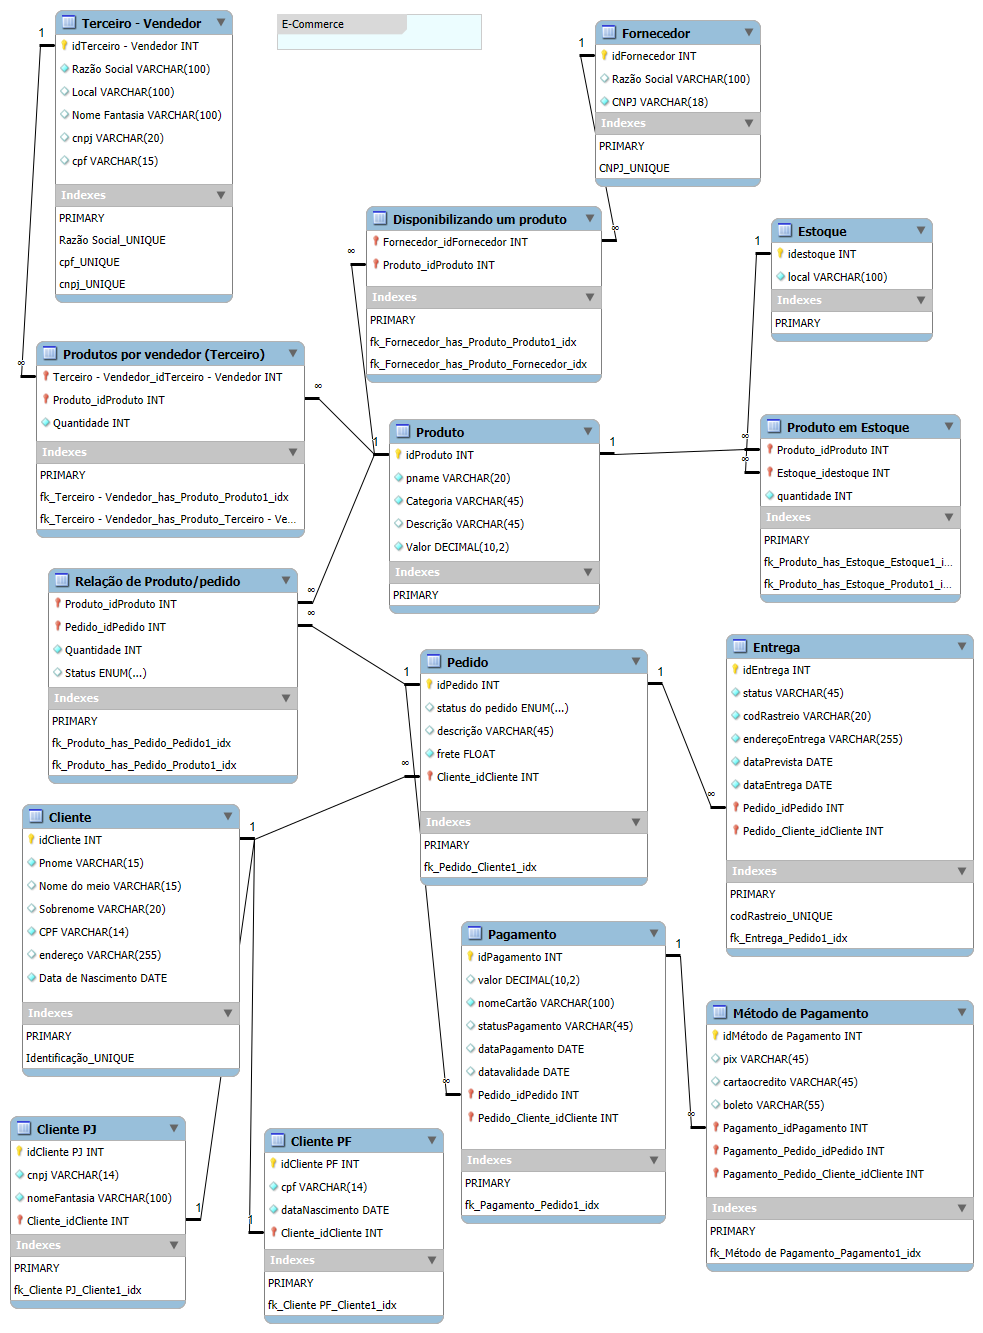 Terceiro - Vendedor
1
idTerceiro - Vendedor INT
Razão Social VARCHAR(100)
Local VARCHAR(100)
Nome Fantasia VARCHAR(100)
cnpj VARCHAR(20)
cpf VARCHAR(15)
Indexes
PRIMARY
Razao Social_UNIQUE
cpf_UNIQUE
cnpj_UNIQUE
E-Commerce
Fornecedor
1
idFornecedor INT
Razão Social VARCHAR(100)
CNPJ VARCHAR(18)
Indexes
PRIMARY
CNPJ_UNIQUE
Disponibilizando um produto
∞
∞
Fornecedor_idFornecedor INT
Produto_idProduto INT
Indexes
PRIMARY
fk_Fornecedor_has_Produto_Produto1_idx
fk_Fornecedor_has_Produto_Fornecedor_idx
Estoque
1
idestoque INT
local VARCHAR(100)
Indexes
PRIMARY
Produtos por vendedor (Terceiro)
∞
∞
Terceiro - Vendedor_idTerceiro - Vendedor INT
Produto_idProduto INT
Quantidade INT
Indexes
PRIMARY
fk_Terceiro - Vendedor_has_Produto_Produto1_idx
fk_Terceiro - Vendedor_has_Produto_Terceiro - Ve...
Produto
1
1
idProduto INT
pname VARCHAR(20)
Categoria VARCHAR(45)
Descrição VARCHAR(45)
Valor DECIMAL(10,2)
Indexes
PRIMARY
Produto em Estoque
∞
∞
Produto_idProduto INT
Estoque_idestoque INT
quantidade INT
Indexes
PRIMARY
fk_Produto_has_Estoque_Estoque1_i...
fk_Produto_has_Estoque_Produto1_i...
Relação de Produto/pedido
∞
∞
Produto_idProduto INT
Pedido_idPedido INT
Quantidade INT
Status ENUM(...)
Indexes
PRIMARY
fk_Produto_has_Pedido_Pedido1_idx
fk_Produto_has_Pedido_Produto1_idx
Pedido
1
1
∞
idPedido INT
status do pedido ENUM(...)
descrição VARCHAR(45)
frete FLOAT
Cliente_idCliente INT
Indexes
PRIMARY
fk_Pedido_Cliente1_idx
Entrega
∞
idEntrega INT
status VARCHAR(45)
codRastreio VARCHAR(20)
endereçoEntrega VARCHAR(255)
dataPrevista DATE
dataEntrega DATE
Pedido_idPedido INT
Pedido_Cliente_idCliente INT
Indexes
PRIMARY
codRastreio_UNIQUE
fk_Entrega_Pedido1_idx
Cliente
1
idCliente INT
Pnome VARCHAR(15)
Nome do meio VARCHAR(15)
Sobrenome VARCHAR(20)
CPF VARCHAR(14)
endereço VARCHAR(255)
Data de Nascimento DATE
Indexes
PRIMARY
Identificação_UNIQUE
Pagamento
1
∞
idPagamento INT
valor DECIMAL(10,2)
nomeCartão VARCHAR(100)
statusPagamento VARCHAR(45)
dataPagamento DATE
datavalidade DATE
Pedido_idPedido INT
Pedido_Cliente_idCliente INT
Indexes
PRIMARY
fk_Pagamento_Pedido1_idx
Método de Pagamento
∞
idMétodo de Pagamento INT
pix VARCHAR(45)
cartaocredito VARCHAR(45)
boleto VARCHAR(55)
Pagamento_idPagamento INT
Pagamento_Pedido_idPedido INT
Pagamento_Pedido_Cliente_idCliente INT
Indexes
PRIMARY
fk_Método de Pagamento_Pagamento1_idx
Cliente PJ
1
idCliente PJ INT
cnpj VARCHAR(14)
nomeFantasia VARCHAR(100)
Cliente_idCliente INT
Indexes
PRIMARY
fk_Cliente PJ_Cliente1_idx
Cliente PF
1
idCliente PF INT
cpf VARCHAR(14)
dataNascimento DATE
Cliente_idCliente INT
Indexes
PRIMARY
fk_Cliente PF_Cliente1_idx